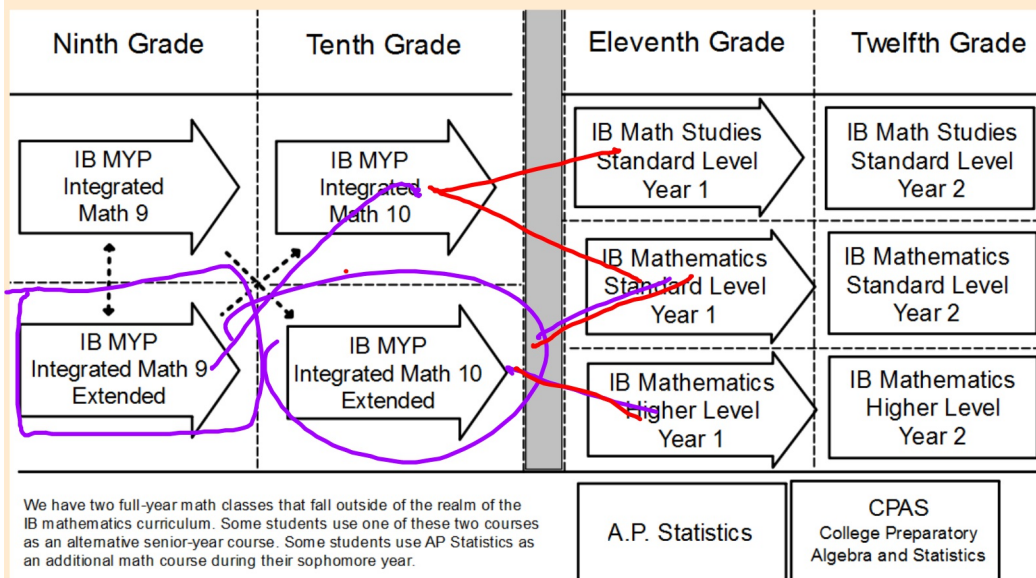 Ninth Grade
Tenth Grade
Eleventh Grade
Twelfth Grade
IB MYP
Integrated
Math 9
IB MYP
Integrated
Math 10
IB Math Studies
Standard Level
Year 1
IB Math Studies
Standard Level
Year 2
IB Mathematics
Standard Level
Year 1
IB Mathematics
Standard Level
Year 2
IB MYP
Integrated Math 9
Extended
IB MYP
Integrated Math 10
Extended
IB Mathematics
Higher Level
Year 1
IB Mathematics
Higher Level
Year 2
We have two full-year math classes that fall outside of the realm of the
IB mathematics curriculum. Some students use one of these two courses
as an alternative senior-year course. Some students use AP Statistics as
an additional math course during their sophomore year.
A.P. Statistics
CPAS
College Preparatory
Algebra and Statistics